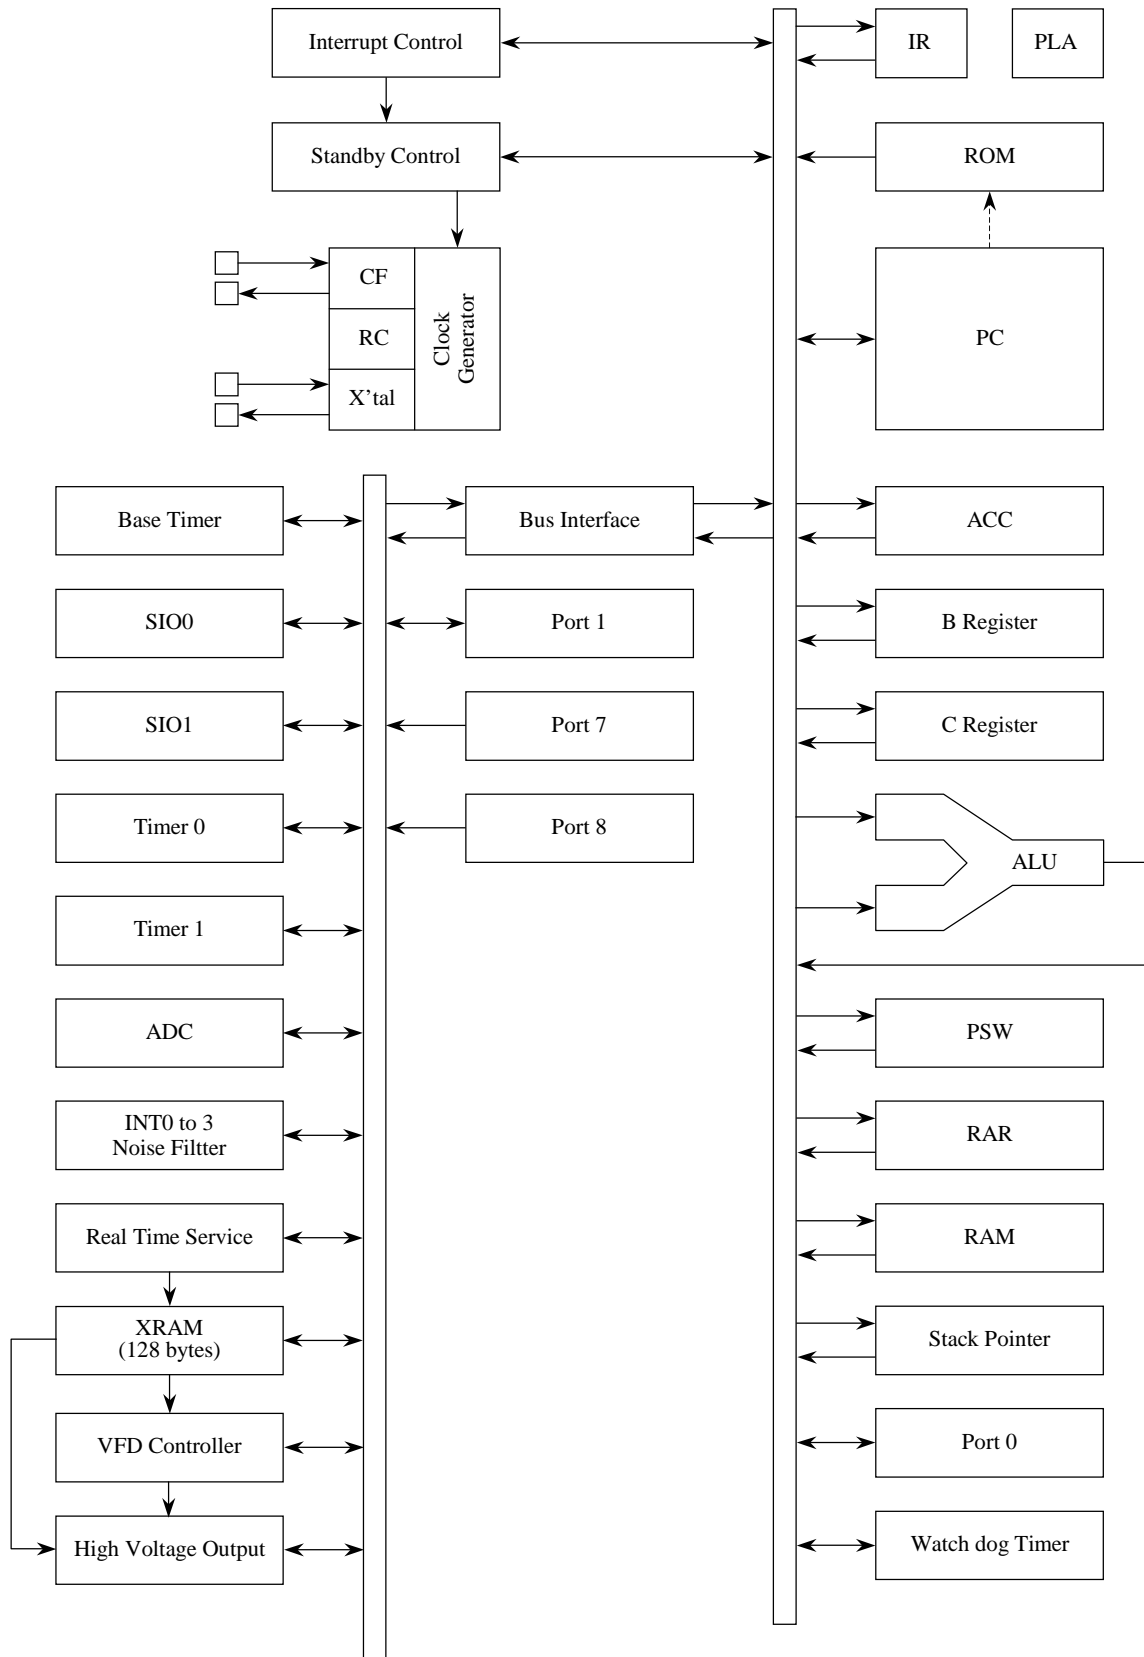 Interrupt Control
IR
PLA
Standby Control
ROM
CF
RC
X’tal
Clock
Generator
PC
Base Timer
Bus Interface
ACC
SIO0
Port 1
B Register
SIO1
Port 7
C Register
Timer 0
Port 8
ALU
Timer 1
ADC
PSW
INT0 to 3
Noise Filtter
RAR
Real Time Service
RAM
XRAM
(128 bytes)
Stack Pointer
VFD Controller
Port 0
High Voltage Output
Watch dog Timer